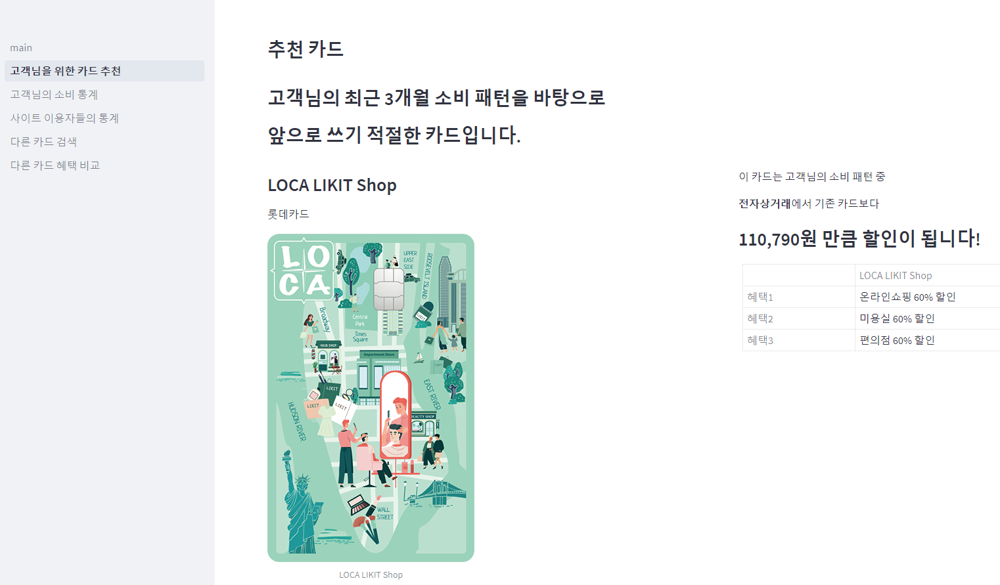 main
고객님을 위한 카드 추천
고객님의 소비 통계
사이트 이용자들의 통계
다른 카드 검색
다른 카드 혜택 비교
추천 카드
고객님의 최근 3개월 소비 패턴을 바탕으로
앞으로 쓰기 적절한 카드입니다.
LOCA LIKIT Shop
롯데카드
LO
CA
UPPER
EAST
SIDE
ROOSEVELT ISLAND
Broadway
Central
Park
Times
Square
LIKIT
HAIR SHOP
Department Store
LIKIT
LIKIT
LIKIT
LIKIT
EAST RIVER
HUDSON RIVER
BEAUTY SHOP
WALL
STREET
LOCA LIKIT Shop
이 카드는 고객님의 소비 패턴 중
전자상거래에서 기존 카드보다
110,790원 만큼 할인이 됩니다!
LOCA LIKIT Shop
혜택1 온라인쇼핑 60% 할인
혜택2 미용실 60% 할인
혜택3 편의점 60% 할인